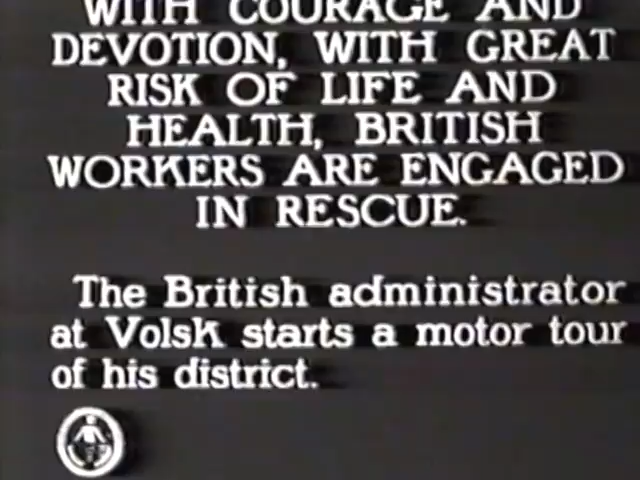 WITH COURAGE AND
DEVOTION, WITH GREAT
RISK OF LIFE AND
HEALTH, BRITISH
WORKERS ARE ENGAGED
IN RESCUE.
The British administrator
at Volsk starts a motor tour
of his district.